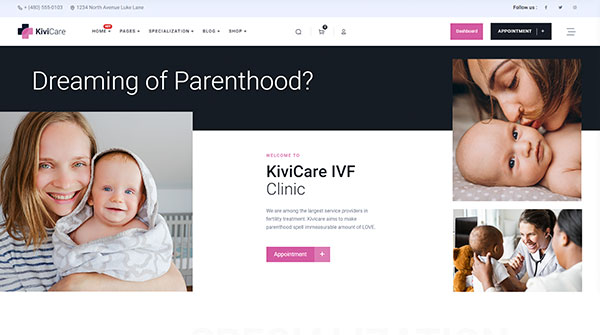 + (480) 555-0103 1234 North Avenue Luke Lane Follow us :
KiviCare HOME PAGES SPECIALIZATION BLOG SHOP 0 Dashboard APPOINTMENT +
Dreaming of Parenthood?
WELCOME TO
KiviCare IVF
Clinic
We are among the largest service providers in
fertility treatment. Kivicare aims to make
parenthood spell immeasurable amount of LOVE.
Appointment +
SPECIALIZATION